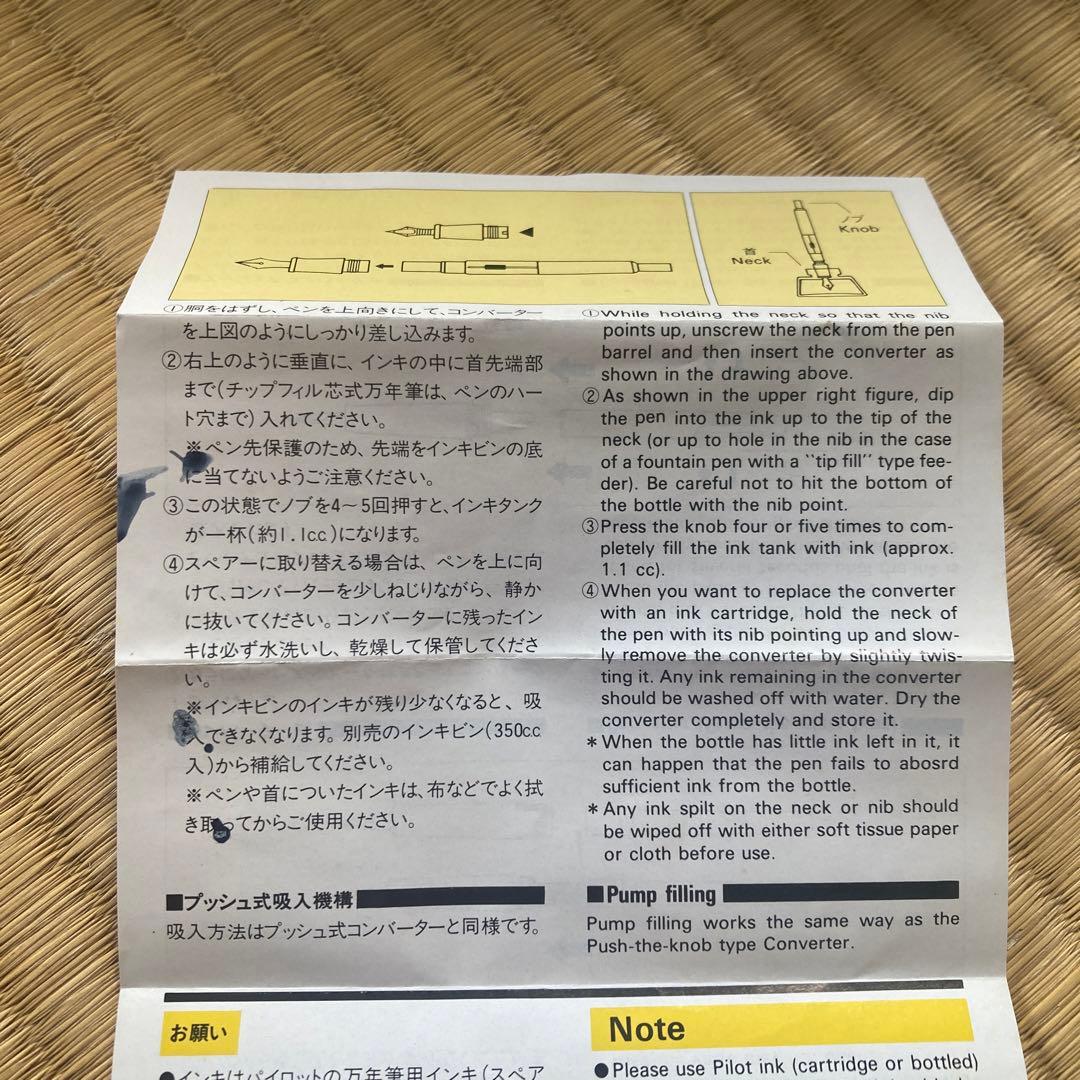 ノブ
Knob
首
Neck
①胴をはずし、ペンを上向きにして、コンバーター
を上図のようにしっかり差し込みます。
②右上のように垂直に、インキの中に首先端部
まで(チップフィル芯式万年筆は、ペンのハー
ト穴まで)入れてください。
※ペン先保護のため、先端をインキビンの底
に当てないようご注意ください。
③この状態でノブを4〜5回押すと、インキタンク
が一杯(約1.1cc)になります。
④スペアーに取り替える場合は、ペンを上に向
けて、コンバーターを少しねじりながら、静か
に抜いてください。コンバーターに残ったイン
キは必ず水洗いし、乾燥して保管してくださ
い。
※インキビンのインキが残り少なくなると、吸
入できなくなります。別売のインキビン(350cc
入)から補給してください。
※ペンや首についたインキは、布などでよく拭
き取ってからご使用ください。
■プッシュ式吸入機構
吸入方法はプッシュ式コンバーターと同様です。
お願い
●インキはパイロットの万年筆用インキ(スペア
①While holding the neck so that the nib
points up, unscrew the neck from the pen
barrel and then insert the converter as
shown in the drawing above.
②As shown in the upper right figure, dip
the pen into the ink up to the tip of the
neck (or up to hole in the nib in the case
of a fountain pen with a "tip fill" type fee-
der). Be careful not to hit the bottom of
the bottle with the nib point.
③Press the knob four or five times to com-
pletely fill the ink tank with ink (approx.
1.1 cc).
④When you want to replace the converter
with an ink cartridge, hold the neck of
the pen with its nib pointing up and slow-
ly remove the converter by slightly twis-
ting it. Any ink remaining in the converter
should be washed off with water. Dry the
converter completely and store it.
* When the bottle has little ink left in it, it
can happen that the pen fails to abosrd
sufficient ink from the bottle.
* Any ink spilt on the neck or nib should
be wiped off with either soft tissue paper
or cloth before use.
■Pump filling
Pump filling works the same way as the
Push-the-knob type Converter.
Note
●Please use Pilot ink (cartridge or bottled)